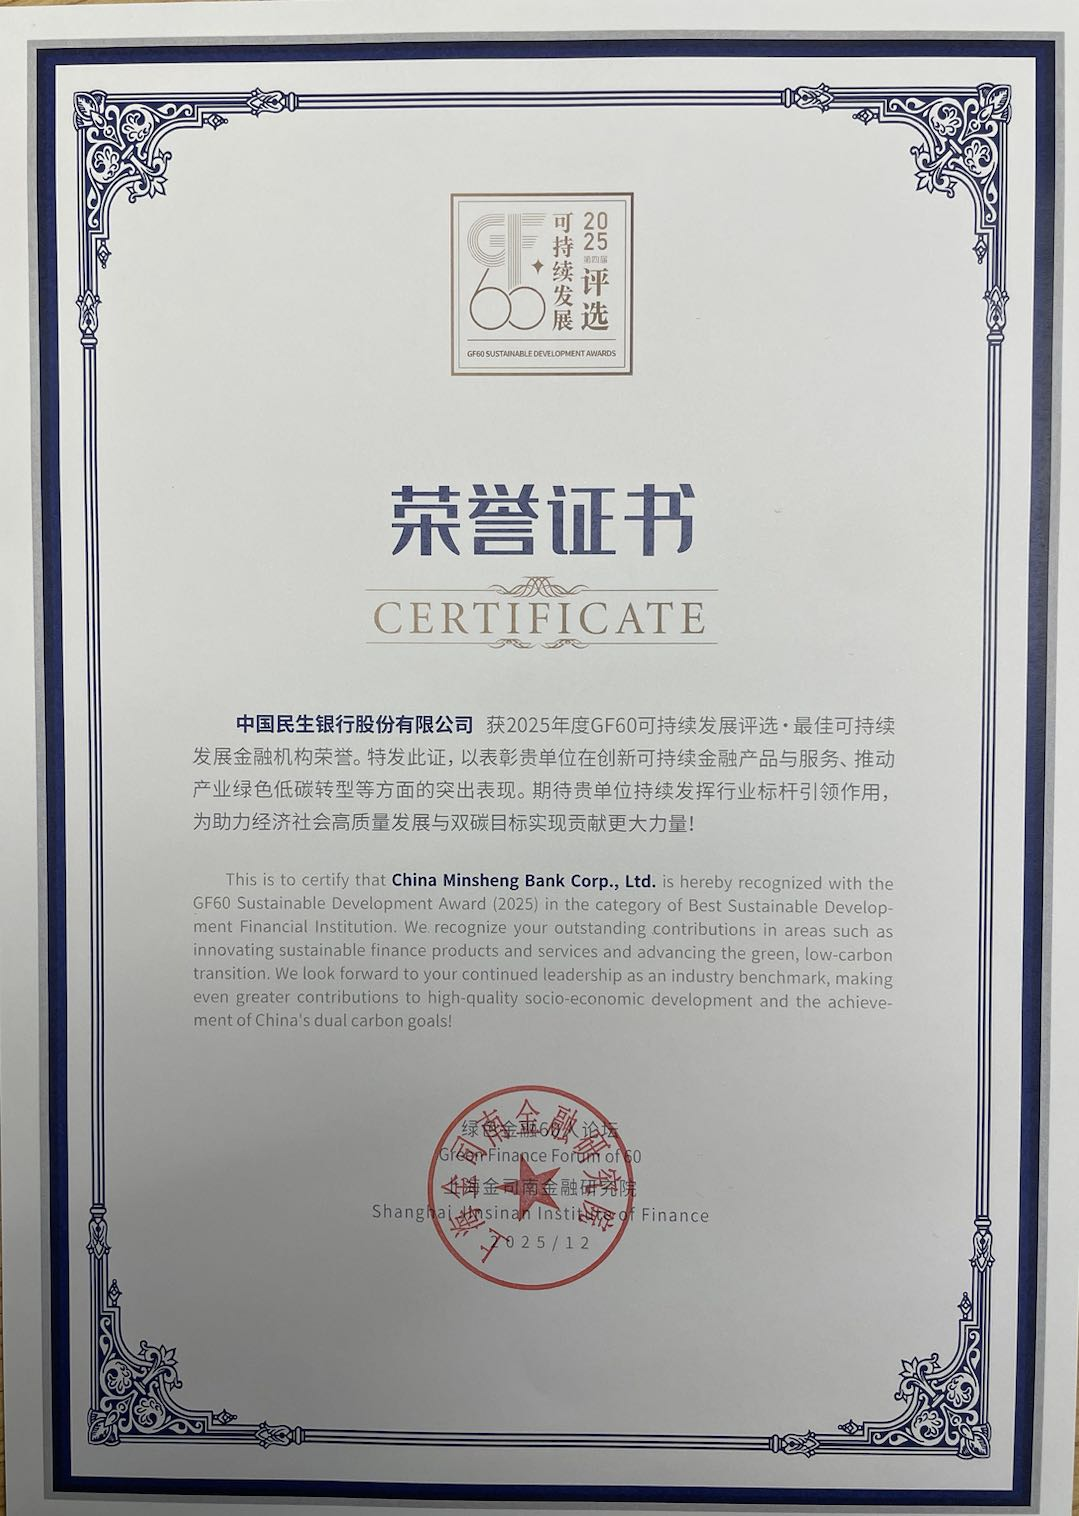 GF60
可持续发展
2025
第四届
评选
GF60 SUSTAINABLE DEVELOPMENT AWARDS
荣誉证书
CERTIFICATE
中国民生银行股份有限公司 获2025年度GF60可持续发展评选·最佳可持续
发展金融机构荣誉。特发此证，以表彰贵单位在创新可持续金融产品与服务、推动
产业绿色低碳转型等方面的突出表现。期待贵单位持续发挥行业标杆引领作用，
为助力经济社会高质量发展与双碳目标实现贡献更大力量！
This is to certify that China Minsheng Bank Corp., Ltd. is hereby recognized with the
GF60 Sustainable Development Award (2025) in the category of Best Sustainable Develop-
ment Financial Institution. We recognize your outstanding contributions in areas such as
innovating sustainable finance products and services and advancing the green, low-carbon
transition. We look forward to your continued leadership as an industry benchmark, making
even greater contributions to high-quality socio-economic development and the achieve-
ment of China's dual carbon goals!
绿色金融60人论坛
Green Finance Forum of 60
上海金司南金融研究院
Shanghai Jinsinan Institute of Finance
2025/12
上海金司南金融研究院